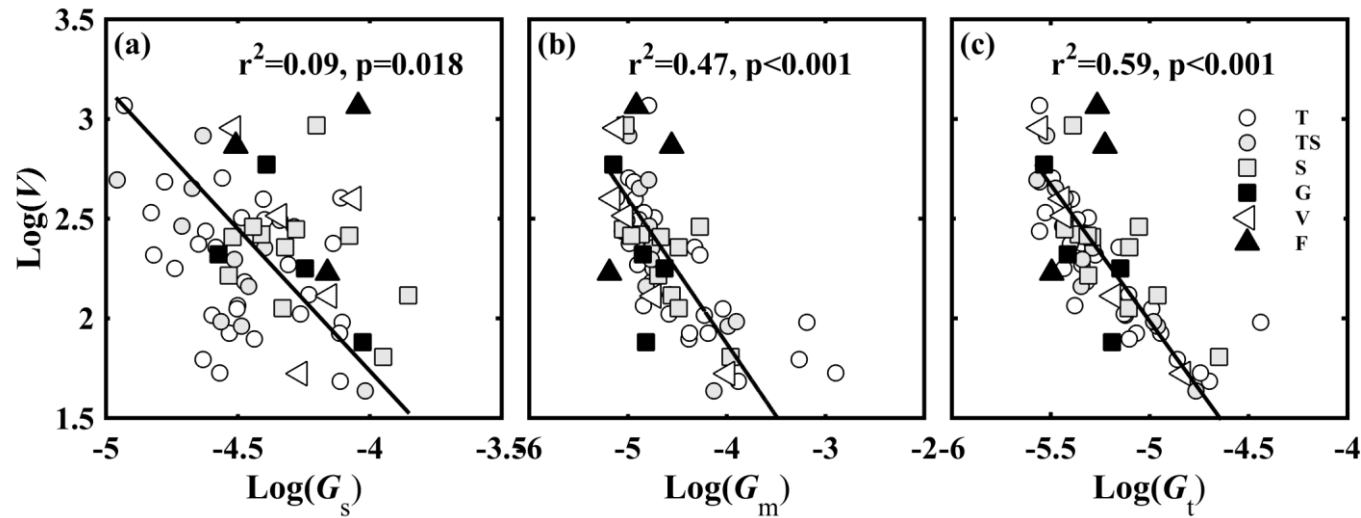 (a) r²=0.09, p=0.018
(b) r²=0.47, p<0.001
(c) r²=0.59, p<0.001
Log(V)
3.5
3
2.5
2
1.5
T
TS
S
G
V
F
-5 -4.5 -4 -3.5
-6 -5 -4 -3 -2
-6 -5.5 -5 -4.5 -4
Log(Gs)
Log(Gm)
Log(Gt)